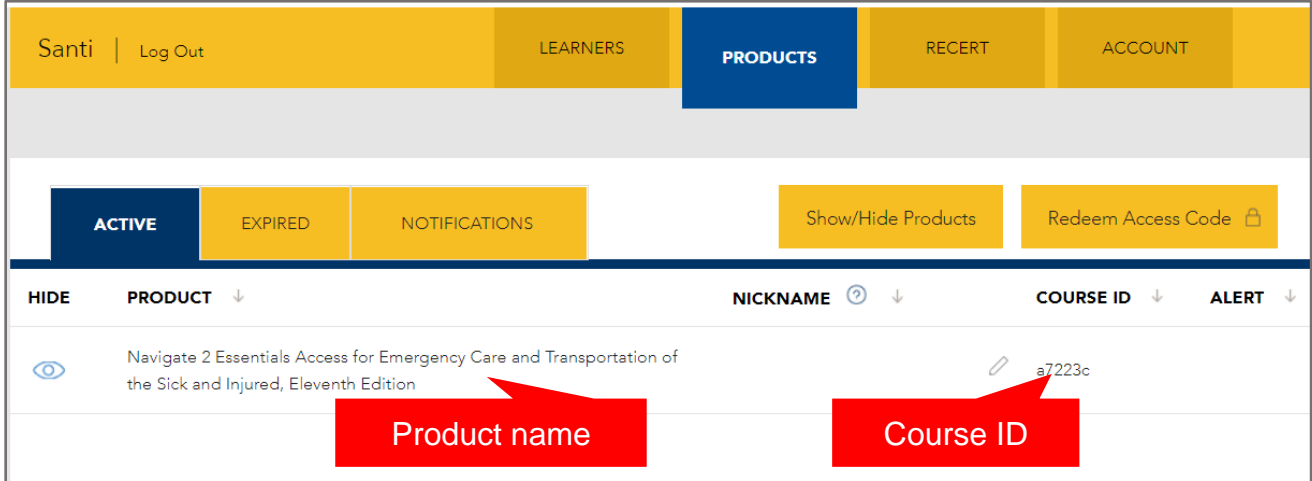 Santi | Log Out LEARNERS PRODUCTS RECERT ACCOUNT
ACTIVE EXPIRED NOTIFICATIONS Show/Hide Products Redeem Access Code
HIDE PRODUCT ↓ NICKNAME ? ↓ COURSE ID ↓ ALERT ↓
Navigate 2 Essentials Access for Emergency Care and Transportation of
the Sick and Injured, Eleventh Edition
a7223c
Product name Course ID